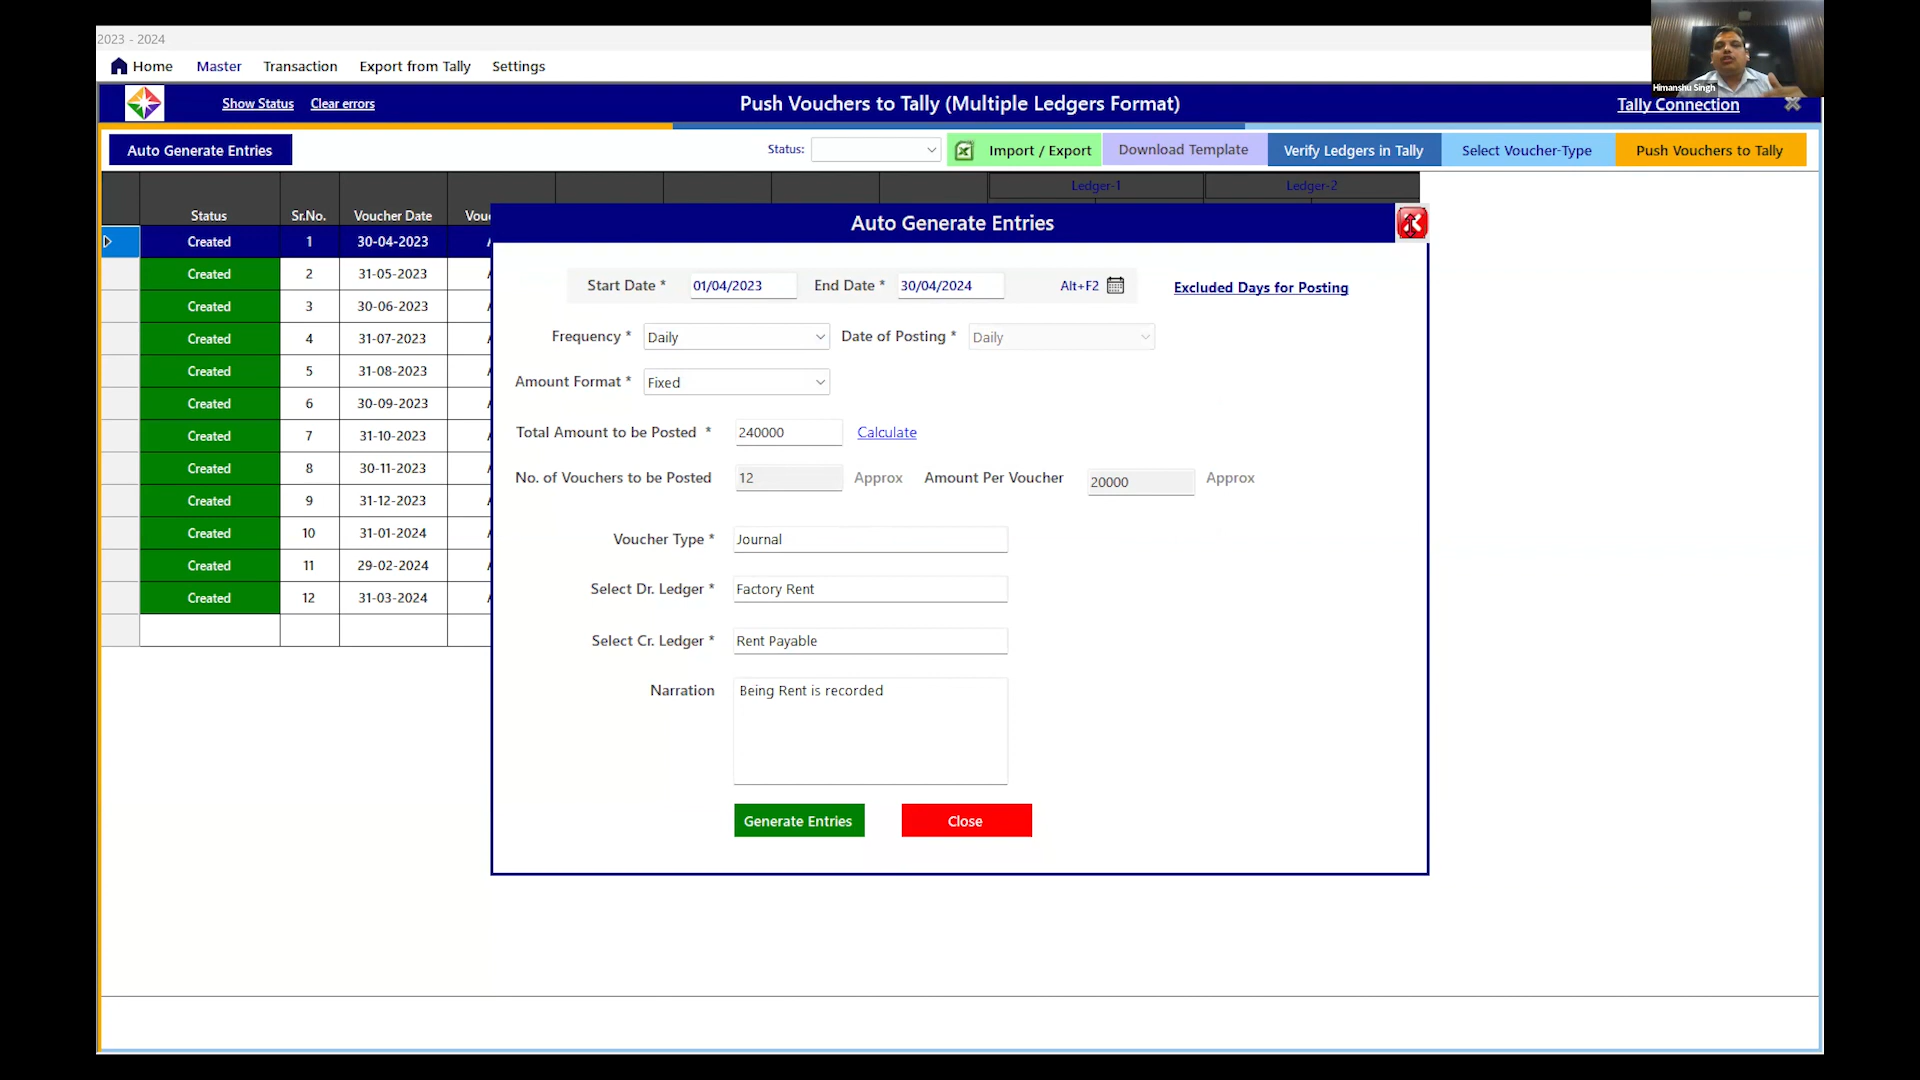 2023 - 2024
Home Master Transaction Export from Tally Settings
Himanshu Singh
Show Status Clear errors Push Vouchers to Tally (Multiple Ledgers Format) Tally Connection
Auto Generate Entries Status: Import / Export Download Template Verify Ledgers in Tally Select Voucher-Type Push Vouchers to Tally
Ledger-1 Ledger-2
Status Sr.No. Voucher Date
Created 1 30-04-2023
Created 2 31-05-2023
Created 3 30-06-2023
Created 4 31-07-2023
Created 5 31-08-2023
Created 6 30-09-2023
Created 7 31-10-2023
Created 8 30-11-2023
Created 9 31-12-2023
Created 10 31-01-2024
Created 11 29-02-2024
Created 12 31-03-2024
Auto Generate Entries
Start Date * 01/04/2023 End Date * 30/04/2024 Alt+F2 Excluded Days for Posting
Frequency * Daily Date of Posting * Daily
Amount Format * Fixed
Total Amount to be Posted * 240000 Calculate
No. of Vouchers to be Posted 12 Approx Amount Per Voucher 20000 Approx
Voucher Type * Journal
Select Dr. Ledger * Factory Rent
Select Cr. Ledger * Rent Payable
Narration Being Rent is recorded
Generate Entries Close